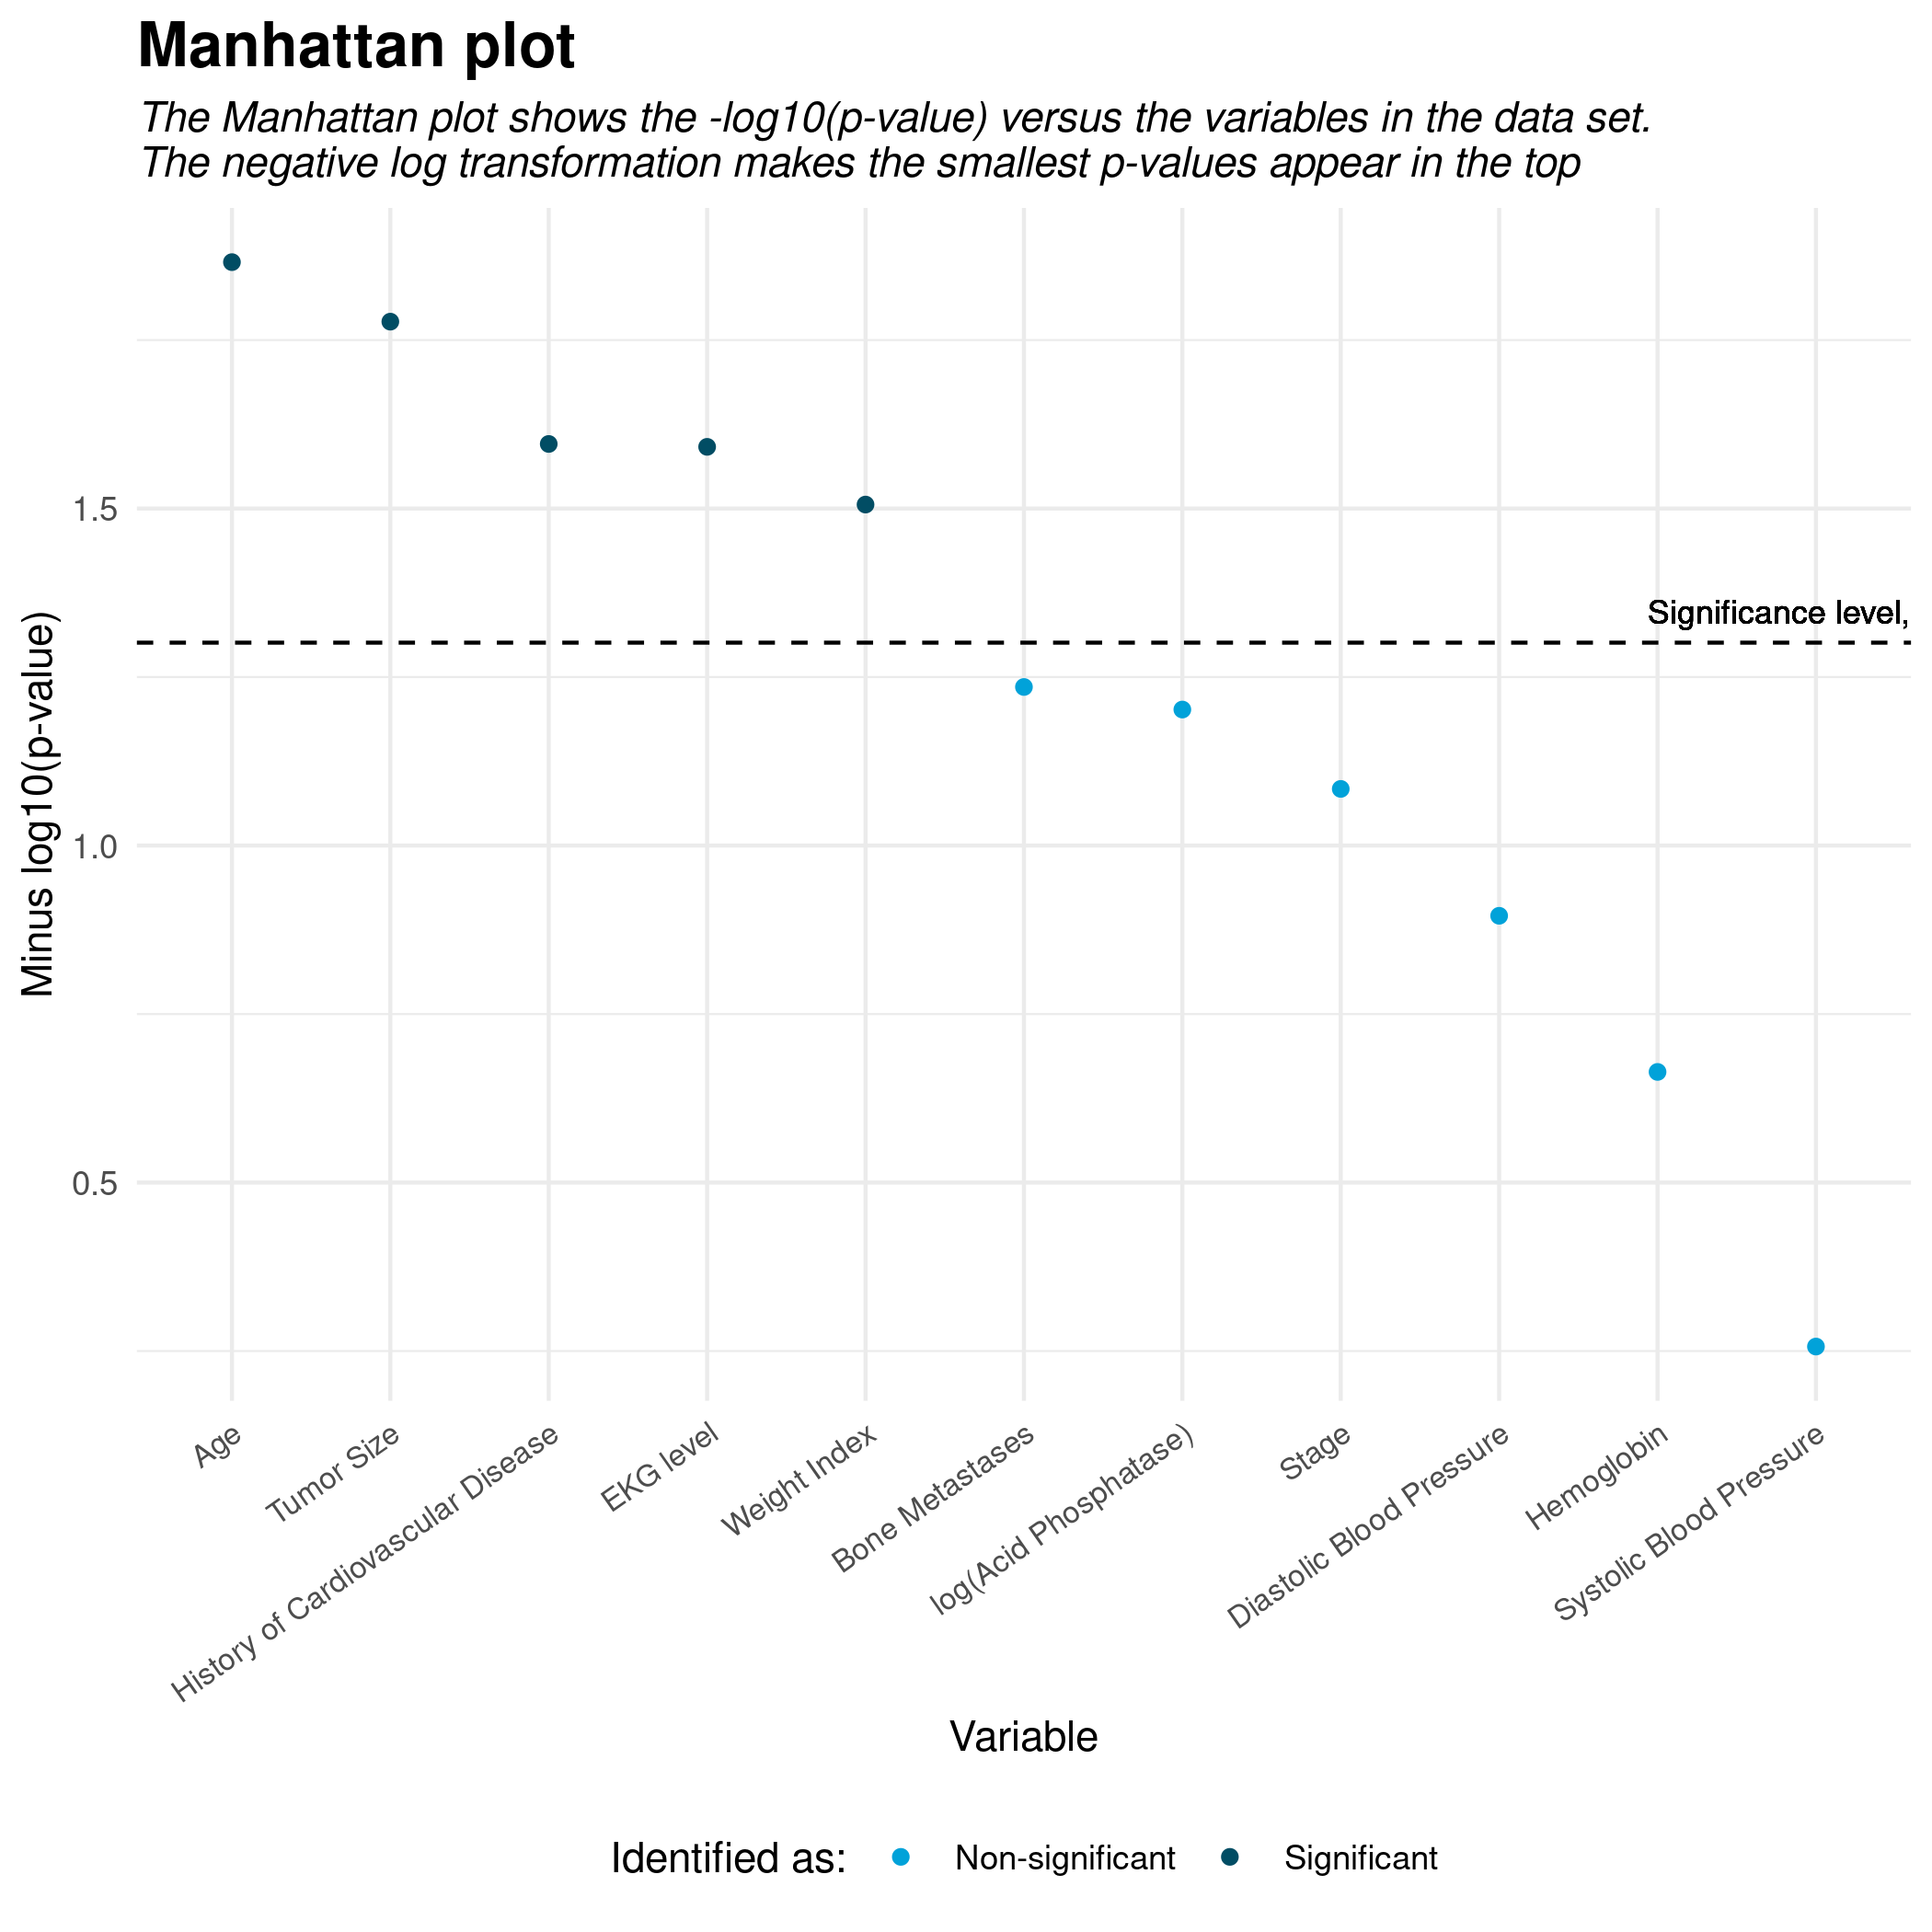 Manhattan plot
The Manhattan plot shows the -log10(p-value) versus the variables in the data set.
The negative log transformation makes the smallest p-values appear in the top
Minus log10(p-value)
1.5
1.0
0.5
Significance level,
Age
Tumor Size
History of Cardiovascular Disease
EKG level
Weight Index
Bone Metastases
log(Acid Phosphatase)
Stage
Diastolic Blood Pressure
Hemoglobin
Systolic Blood Pressure
Variable
Identified as:
Non-significant
Significant